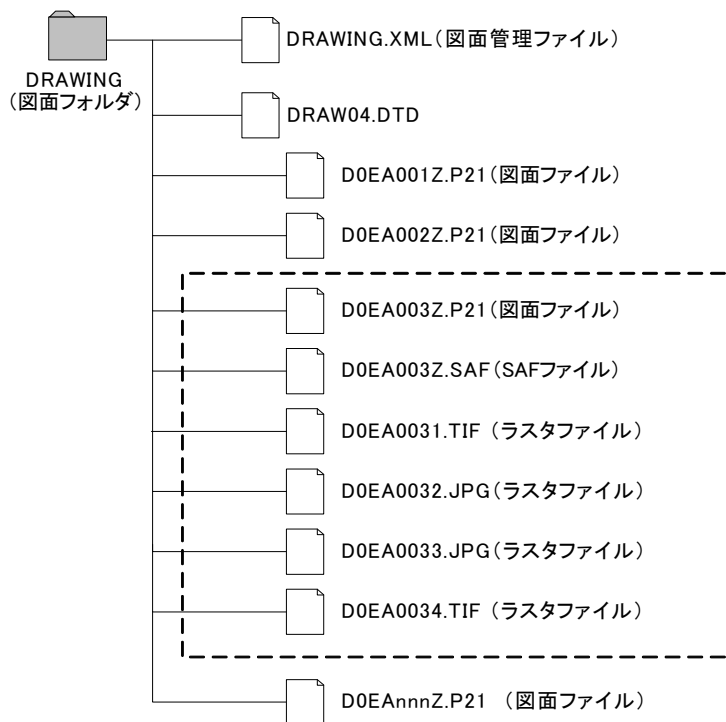 DRAWING
（図面フォルダ）
DRAWING.XML（図面管理ファイル）
DRAW04.DTD
D0EA001Z.P21（図面ファイル）
D0EA002Z.P21（図面ファイル）
D0EA003Z.P21（図面ファイル）
D0EA003Z.SAF（SAFファイル）
D0EA0031.TIF （ラスタファイル）
D0EA0032.JPG（ラスタファイル）
D0EA0033.JPG（ラスタファイル）
D0EA0034.TIF （ラスタファイル）
D0EAnnnZ.P21 （図面ファイル）